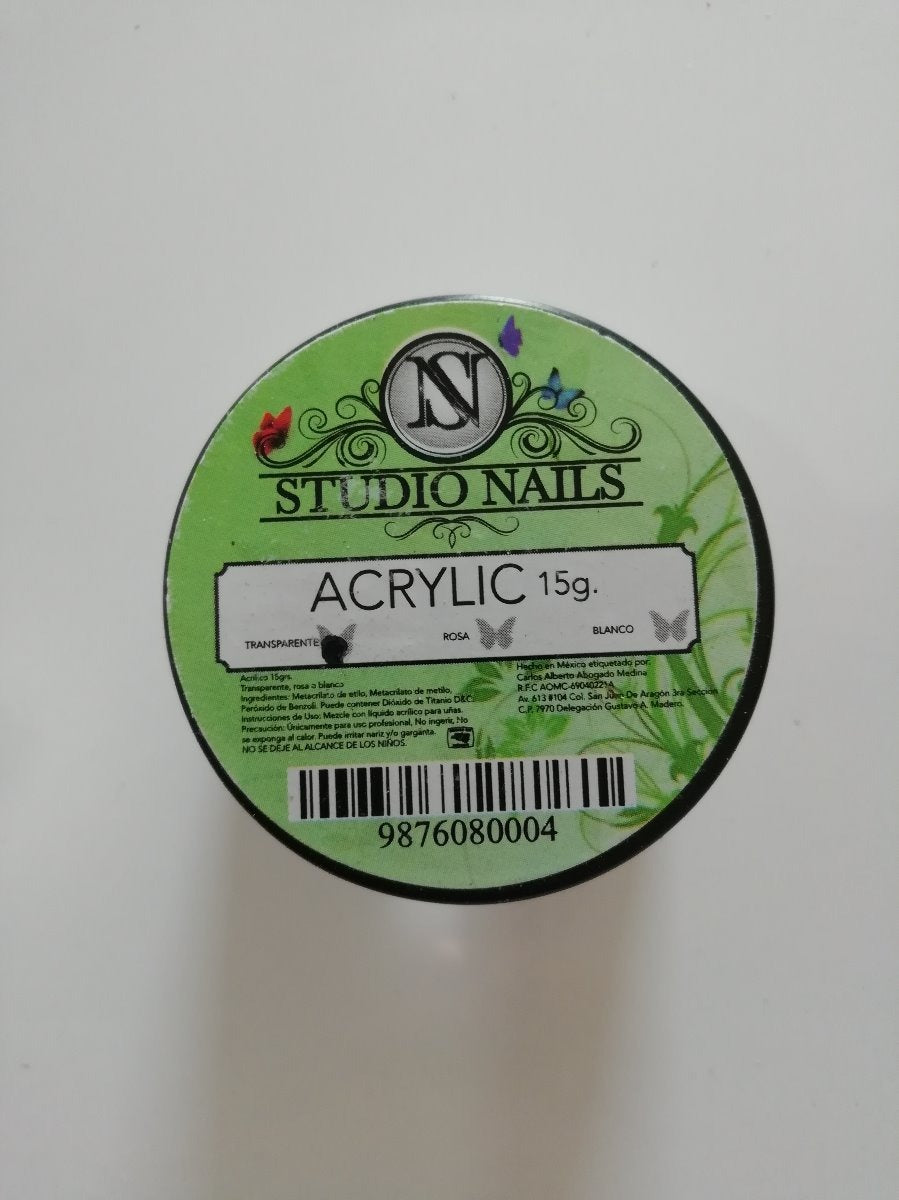 NS
STUDIO NAILS
ACRYLIC 15g.
TRANSPARENTE ROSA BLANCO
Acrílico 15grs.
Transparente, rosa o blanco
Ingredientes: Metacrilato de etilo, Metacrilato de metilo,
Peróxido de Benzoil. Puede contener Dióxido de Titanio D&C.
Instrucciones de Uso: Mezcle con líquido acrílico para uñas.
Precaución: Únicamente para uso profesional, No ingerir, No
se exponga al calor. Puede irritar nariz y/o garganta.
NO SE DEJE AL ALCANCE DE LOS NIÑOS.
Hecho en México etiquetado por:
Carlos Alberto Abogado Medina
R.F.C AOMC-690402
Av. 613 #104 Col. San Juan De Aragón 3ra Sección
C.P. 7970 Delegación Gustavo A. Madero.
9876080004